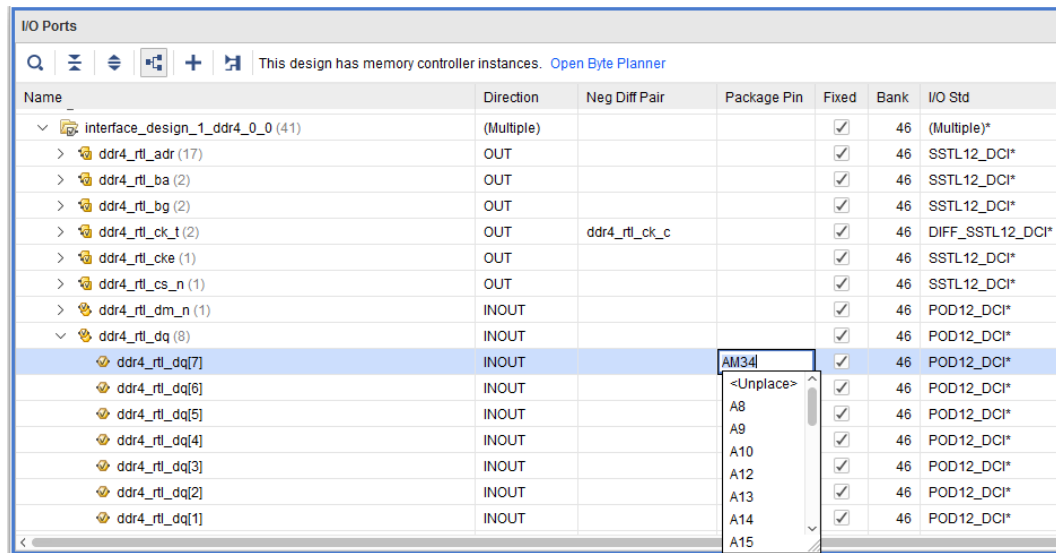 I/O Ports
This design has memory controller instances. Open Byte Planner
Name Direction Neg Diff Pair Package Pin Fixed Bank I/O Std
interface_design_1_ddr4_0_0 (41) (Multiple) 46 (Multiple)*
ddr4_rtl_adr (17) OUT 46 SSTL12_DCI*
ddr4_rtl_ba (2) OUT 46 SSTL12_DCI*
ddr4_rtl_bg (2) OUT 46 SSTL12_DCI*
ddr4_rtl_ck_t (2) OUT ddr4_rtl_ck_c 46 DIFF_SSTL12_DCI*
ddr4_rtl_cke (1) OUT 46 SSTL12_DCI*
ddr4_rtl_cs_n (1) OUT 46 SSTL12_DCI*
ddr4_rtl_dm_n (1) INOUT 46 POD12_DCI*
ddr4_rtl_dq (8) INOUT 46 POD12_DCI*
ddr4_rtl_dq[7] INOUT AM34 46 POD12_DCI*
ddr4_rtl_dq[6] INOUT <Unplace> 46 POD12_DCI*
ddr4_rtl_dq[5] INOUT A8 46 POD12_DCI*
A9
ddr4_rtl_dq[4] INOUT A10 46 POD12_DCI*
ddr4_rtl_dq[3] INOUT A12 46 POD12_DCI*
ddr4_rtl_dq[2] INOUT A13 46 POD12_DCI*
ddr4_rtl_dq[1] INOUT A14 46 POD12_DCI*
A15